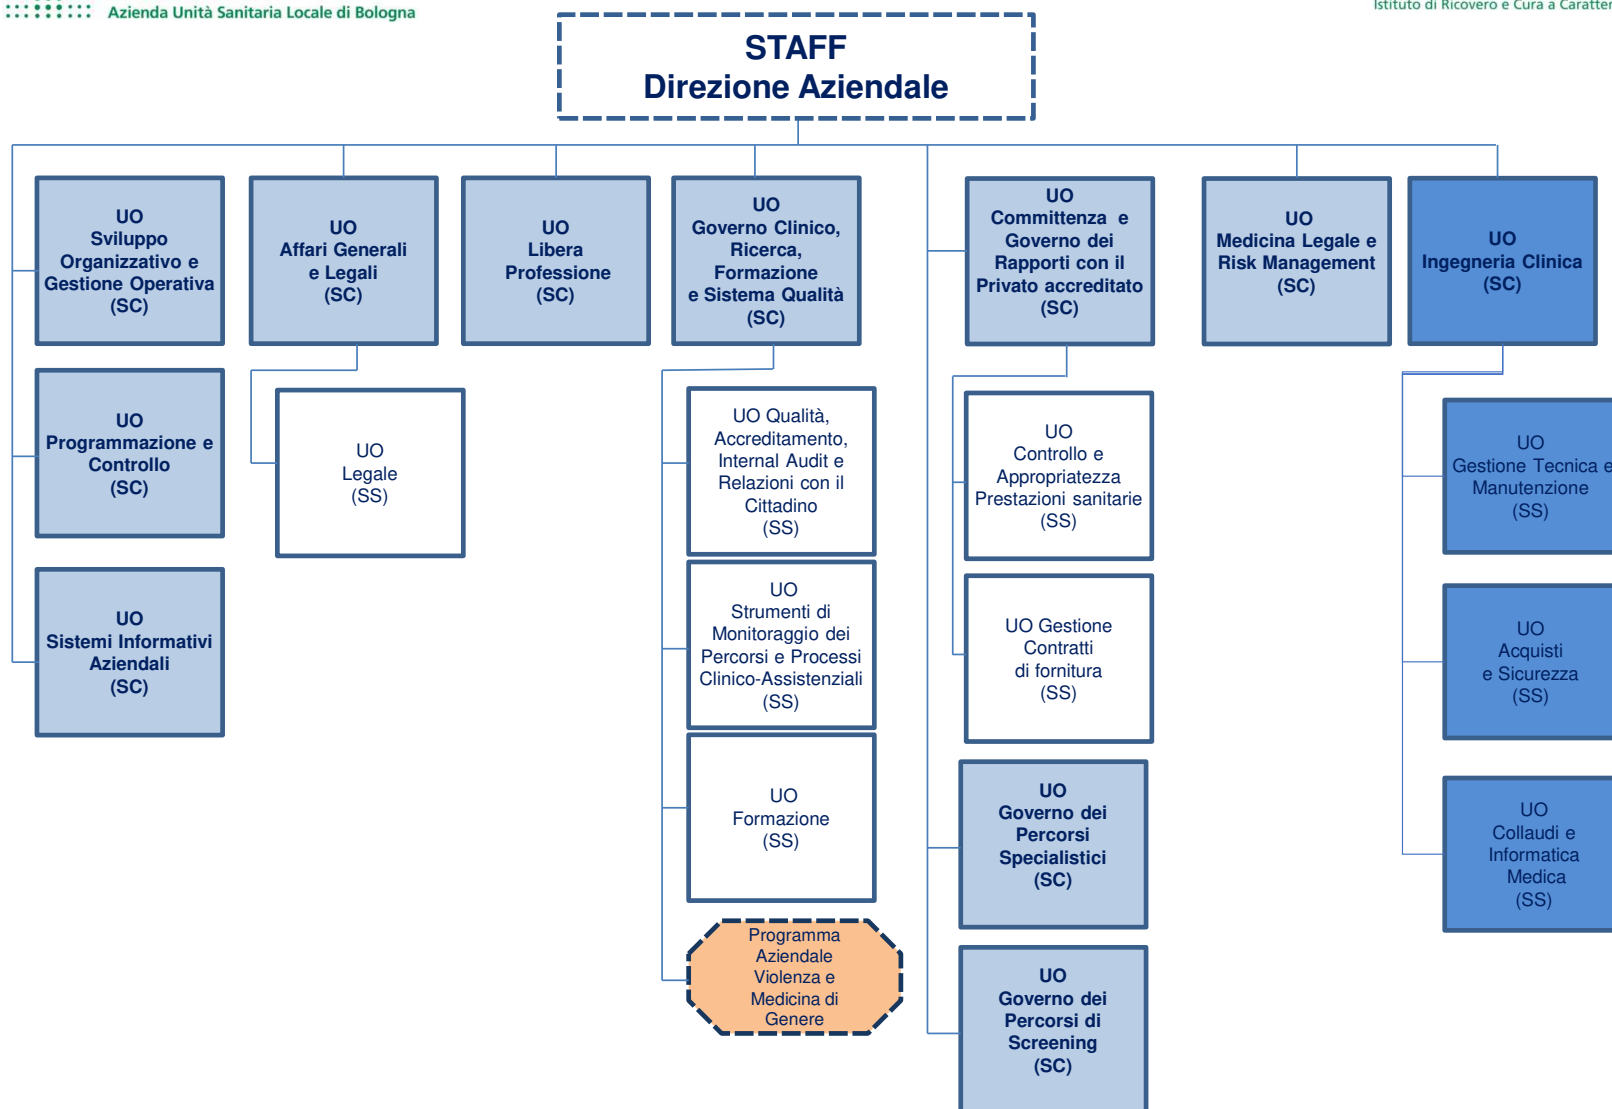 Azienda Unità Sanitaria Locale di Bologna
Istituto di Ricovero e Cura a
STAFF
Direzione Aziendale
UO
Sviluppo
Organizzativo e
Gestione Operativa
(SC)
UO
Affari Generali
e Legali
(SC)
UO
Libera
Professione
(SC)
UO
Governo Clinico,
Ricerca,
Formazione
e Sistema Qualità
(SC)
UO
Committenza e
Governo dei
Rapporti con il
Privato accreditato
(SC)
UO
Medicina Legale e
Risk Management
(SC)
UO
Ingegneria Clinica
(SC)
UO
Programmazione e
Controllo
(SC)
UO
Legale
(SS)
UO Qualità,
Accreditamento,
Internal Audit e
Relazioni con il
Cittadino
(SS)
UO
Controllo e
Appropriatezza
Prestazioni sanitarie
(SS)
UO
Gestione Tecnica e
Manutenzione
(SS)
UO
Sistemi Informativi
Aziendali
(SC)
UO
Strumenti di
Monitoraggio dei
Percorsi e Processi
Clinico-Assistenziali
(SS)
UO Gestione
Contratti
di fornitura
(SS)
UO
Acquisti
e Sicurezza
(SS)
UO
Formazione
(SS)
UO
Governo dei
Percorsi
Specialistici
(SC)
UO
Collaudi e
Informatica
Medica
(SS)
Programma
Aziendale
Violenza e
Medicina di
Genere
UO
Governo dei
Percorsi di
Screening
(SC)